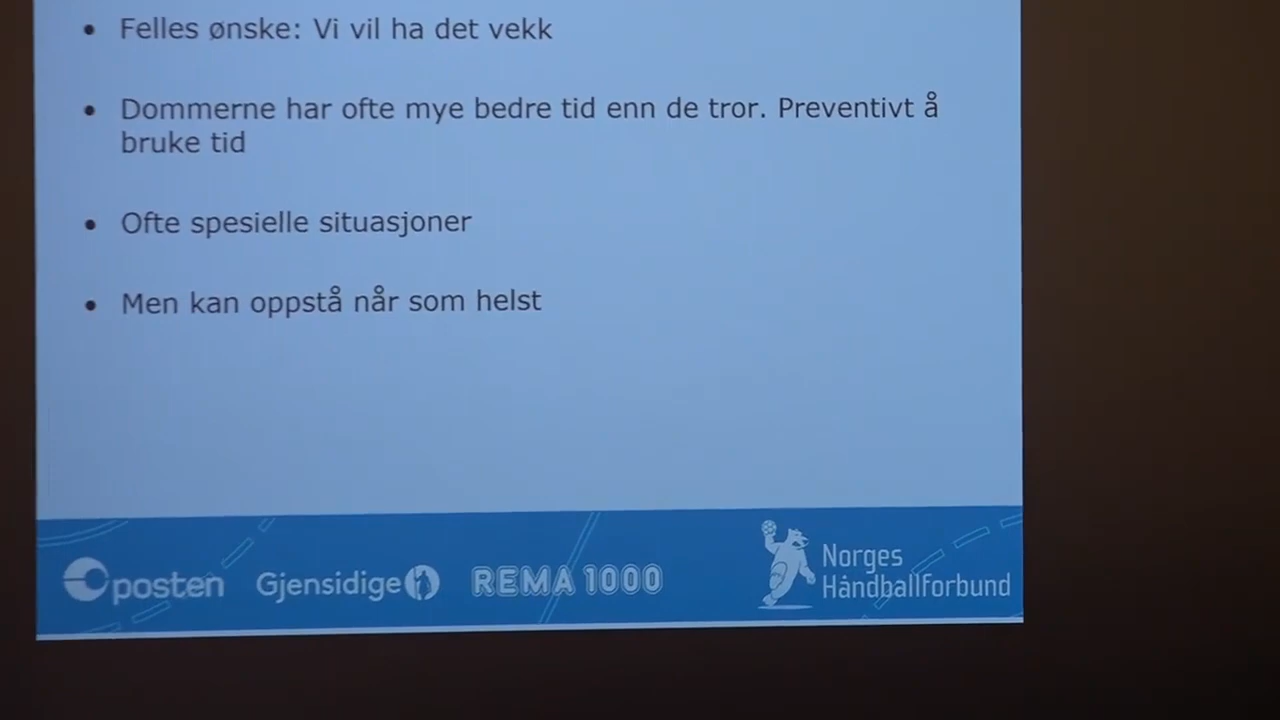 • Felles ønske: Vi vil ha det vekk
• Dommerne har ofte mye bedre tid enn de tror. Preventivt å
bruke tid
• Ofte spesielle situasjoner
• Men kan oppstå når som helst
posten Gjensidige REMA 1000
Norges
Håndballforbund